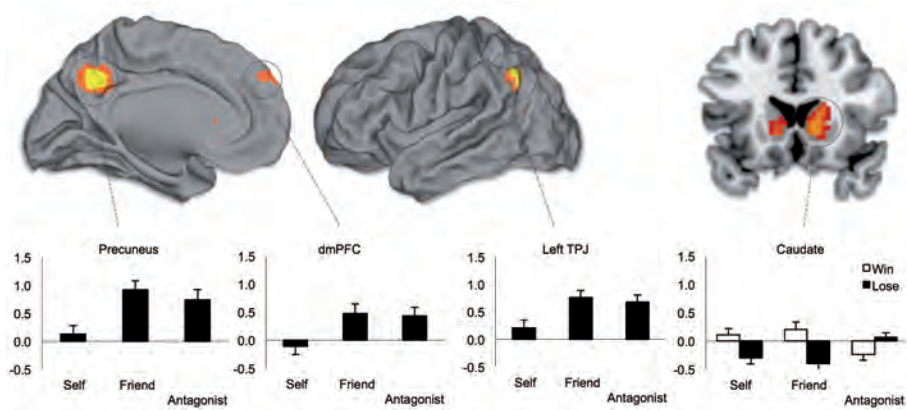 Precuneus
1.5
1.0
0.5
0.0
-0.5
Self
Friend
Antagonist
dmPFC
1.5
1.0
0.5
0.0
-0.5
Self
Friend
Antagonist
Left TPJ
1.5
1.0
0.5
0.0
-0.5
Self
Friend
Antagonist
Caudate
Win
Lose
1.5
1.0
0.5
0.0
-0.5
Self
Friend
Antagonist